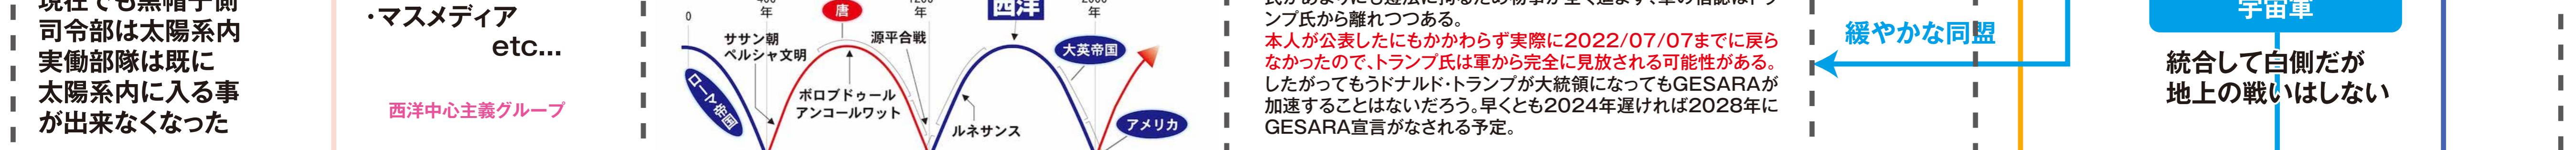 現在でも黒帽子側
司令部は太陽系内
実働部隊は既に
太陽系内に入る事
が出来なくなった
・マスメディア
etc...
西洋中心主義グループ
0
400
年
唐
1200
年
西洋
2000
年
ササン朝
ペルシャ文明
源平合戦
大英帝国
ローマ帝国
ボロブドゥール
アンコールワット
ルネサンス
アメリカ
ンプ氏から離れつつある。
本人が公表したにもかかわらず実際に2022/07/07までに戻ら
なかったので、トランプ氏は軍から完全に見放される可能性がある。
したがってもうドナルド・トランプが大統領になってもGESARAが
加速することはないだろう。早くとも2024年遅ければ2028年に
GESARA宣言がなされる予定。
緩やかな同盟
宇宙軍
統合して白側だが
地上の戦いはしない